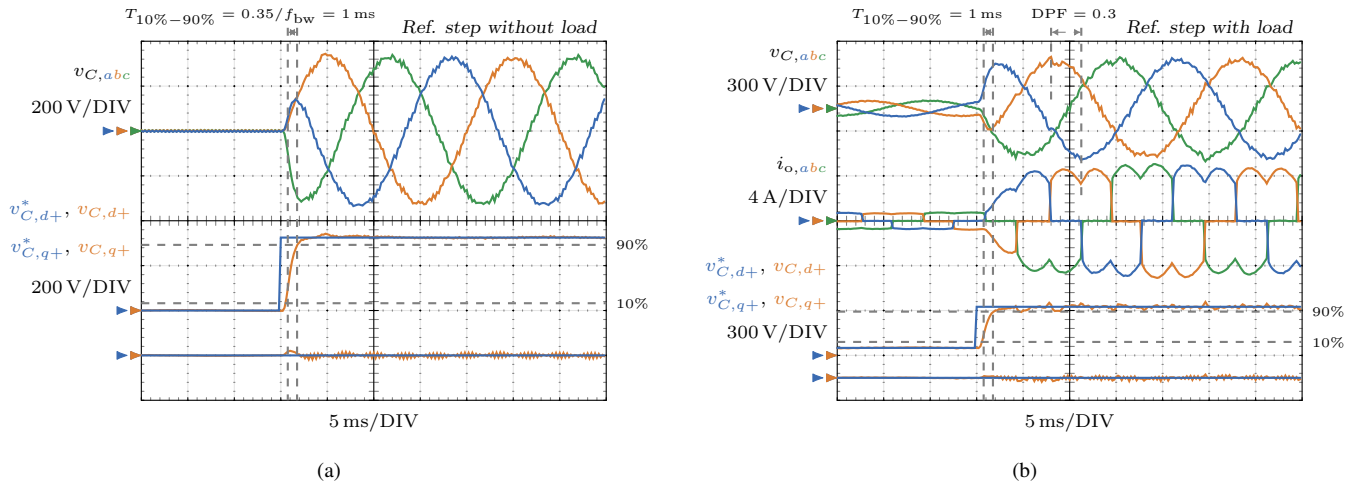 T10%−90% = 0.35/fbw = 1 ms
Ref. step without load
vC,abc
200 V/DIV
v*C,d+, vC,d+
v*C,q+, vC,q+
200 V/DIV
90%
10%
5 ms/DIV
(a)
T10%−90% = 1 ms
DPF = 0.3
Ref. step with load
vC,abc
300 V/DIV
io,abc
4 A/DIV
v*C,d+, vC,d+
v*C,q+, vC,q+
300 V/DIV
90%
10%
5 ms/DIV
(b)